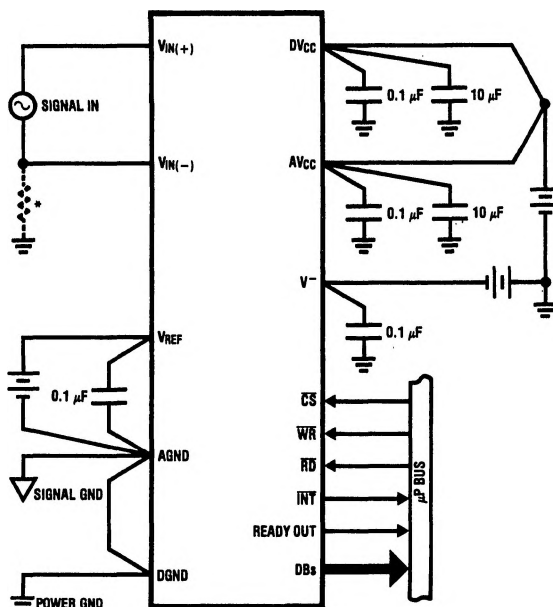 VIN(+)
DVCC
SIGNAL IN
0.1 µF
10 µF
VIN(−)
AVCC
*
0.1 µF
10 µF
V−
0.1 µF
VREF
0.1 µF
CS
WR
AGND
RD
SIGNAL GND
INT
µP BUS
READY OUT
DGND
DBs
POWER GND